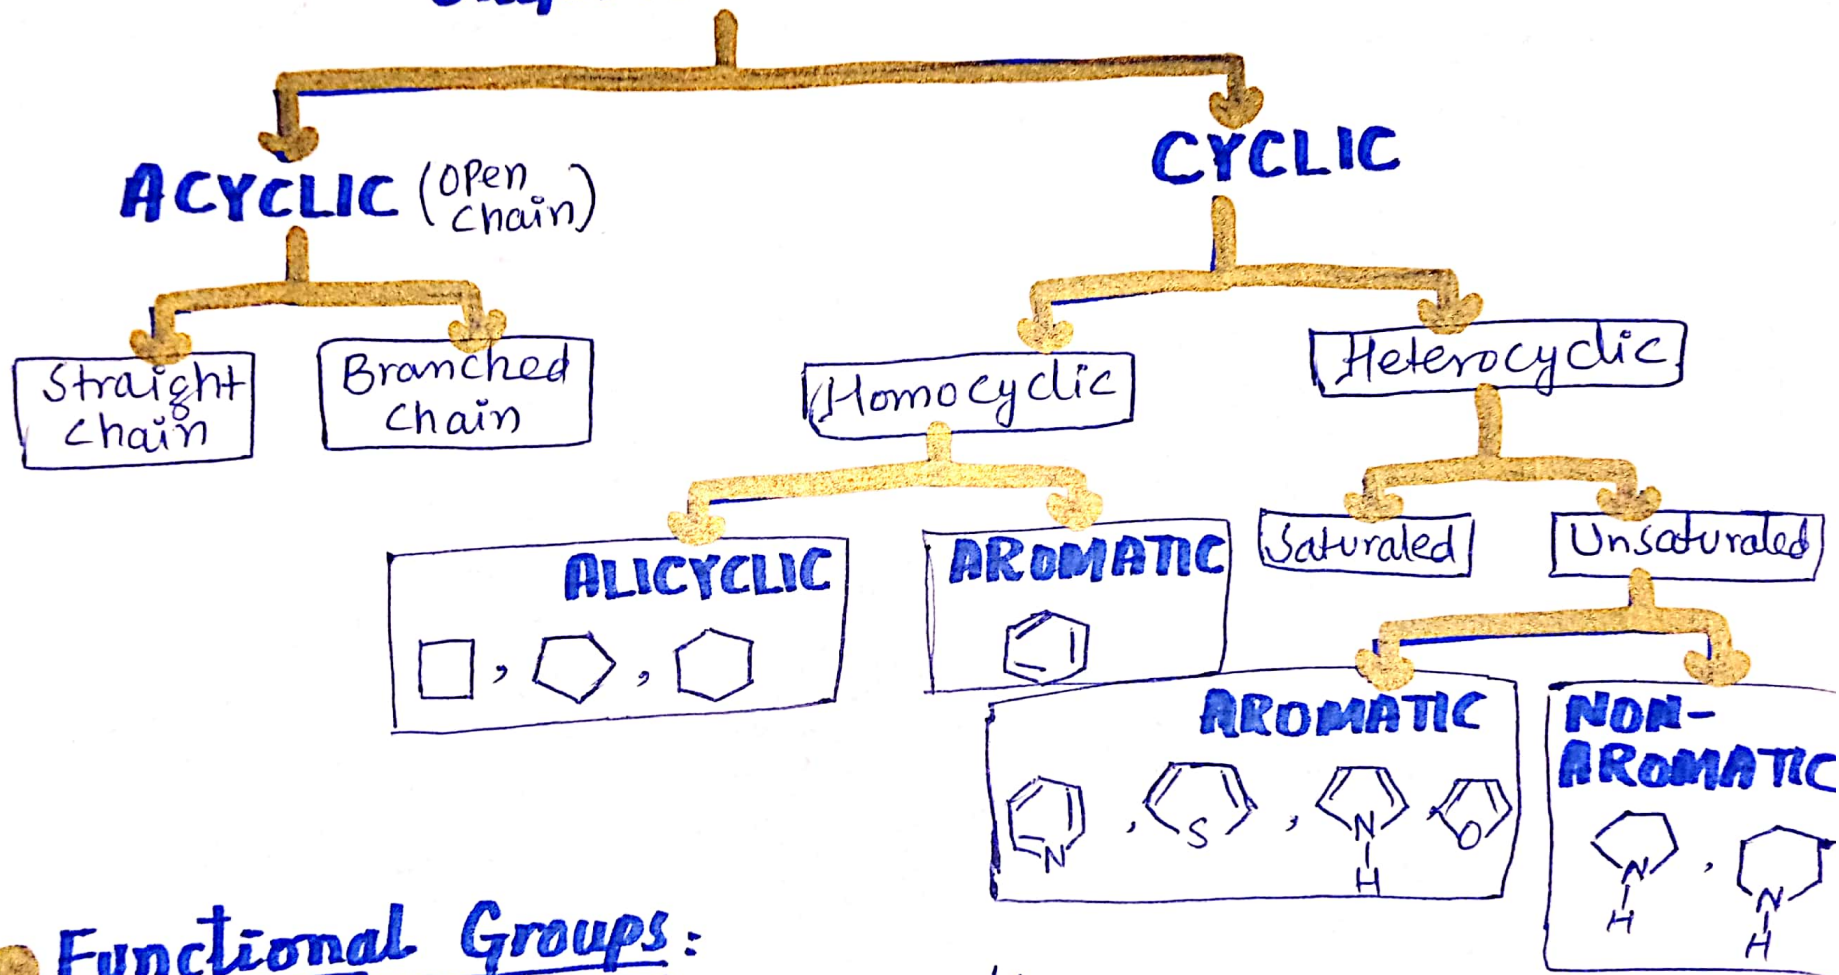 ACYCLIC (Open
Chain)
CYCLIC
Straight
Chain
Branched
Chain
Homocyclic
Heterocyclic
ALICYCLIC
AROMATIC
Saturated
Unsaturated
, ,
AROMATIC
N , S , N
H
O
NON-
AROMATIC
N , N
H H
Functional Groups: